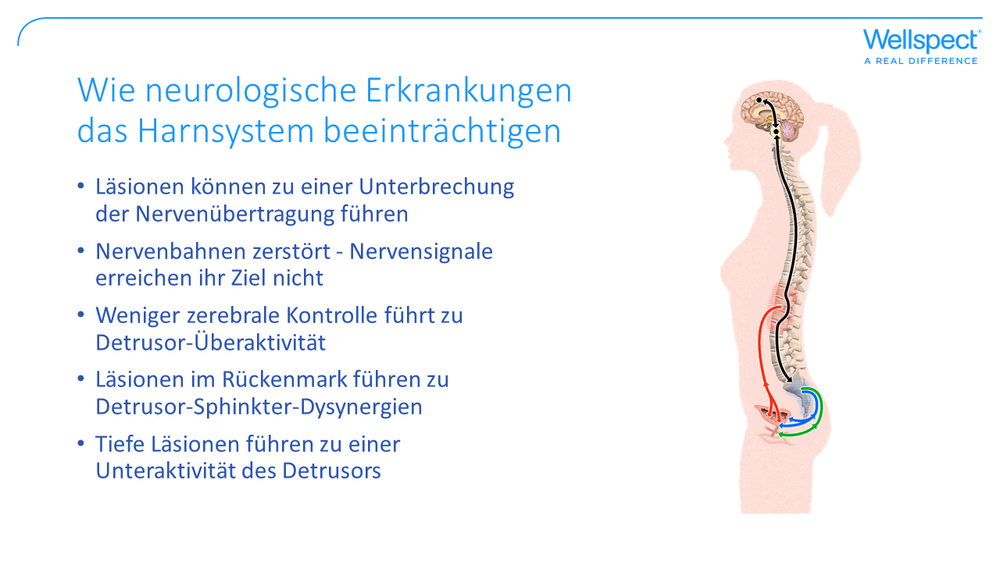 Wellspect®
A REAL DIFFERENCE
Wie neurologische Erkrankungen
das Harnsystem beeinträchtigen
• Läsionen können zu einer Unterbrechung
der Nervenübertragung führen
• Nervenbahnen zerstört - Nervensignale
erreichen ihr Ziel nicht
• Weniger zerebrale Kontrolle führt zu
Detrusor-Überaktivität
• Läsionen im Rückenmark führen zu
Detrusor-Sphinkter-Dysynergien
• Tiefe Läsionen führen zu einer
Unteraktivität des Detrusors